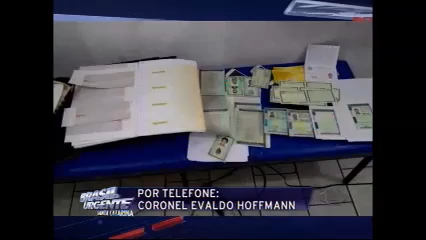 BRASIL
URGENTE
SANTA CATARINA
POR TELEFONE:
CORONEL EVALDO HOFFMANN